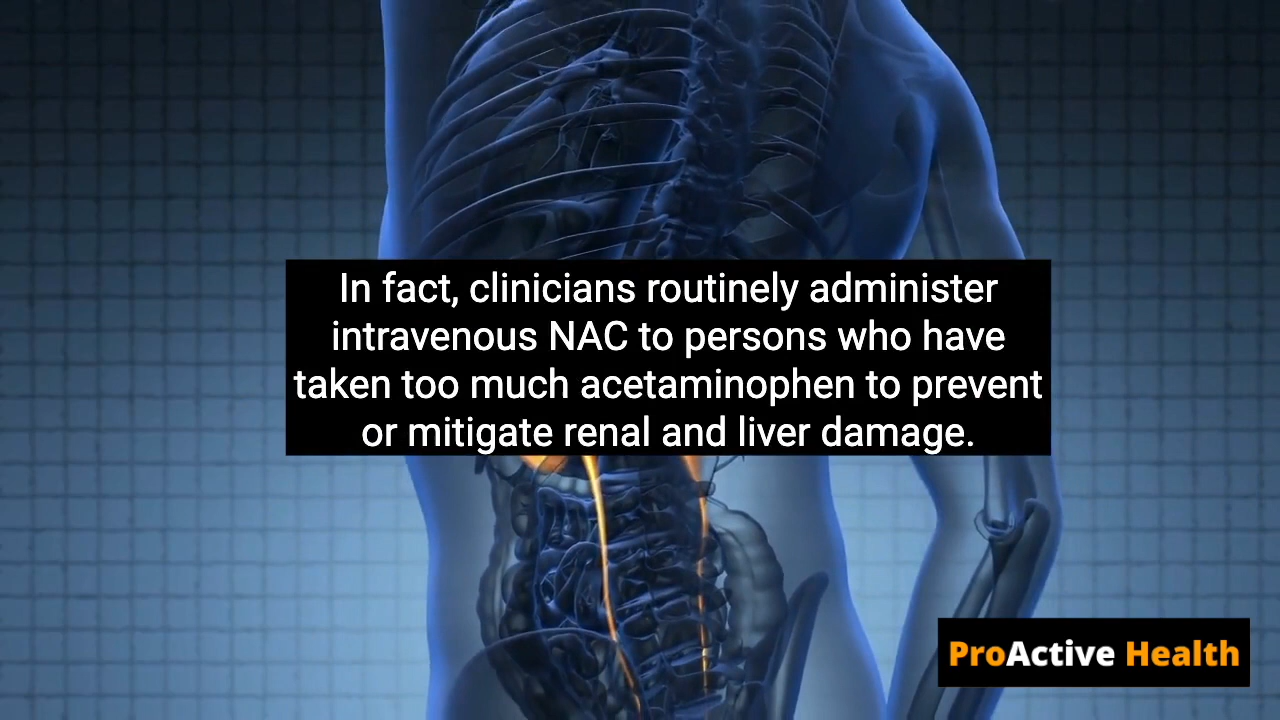 In fact, clinicians routinely administer
intravenous NAC to persons who have
taken too much acetaminophen to prevent
or mitigate renal and liver damage.
ProActive Health